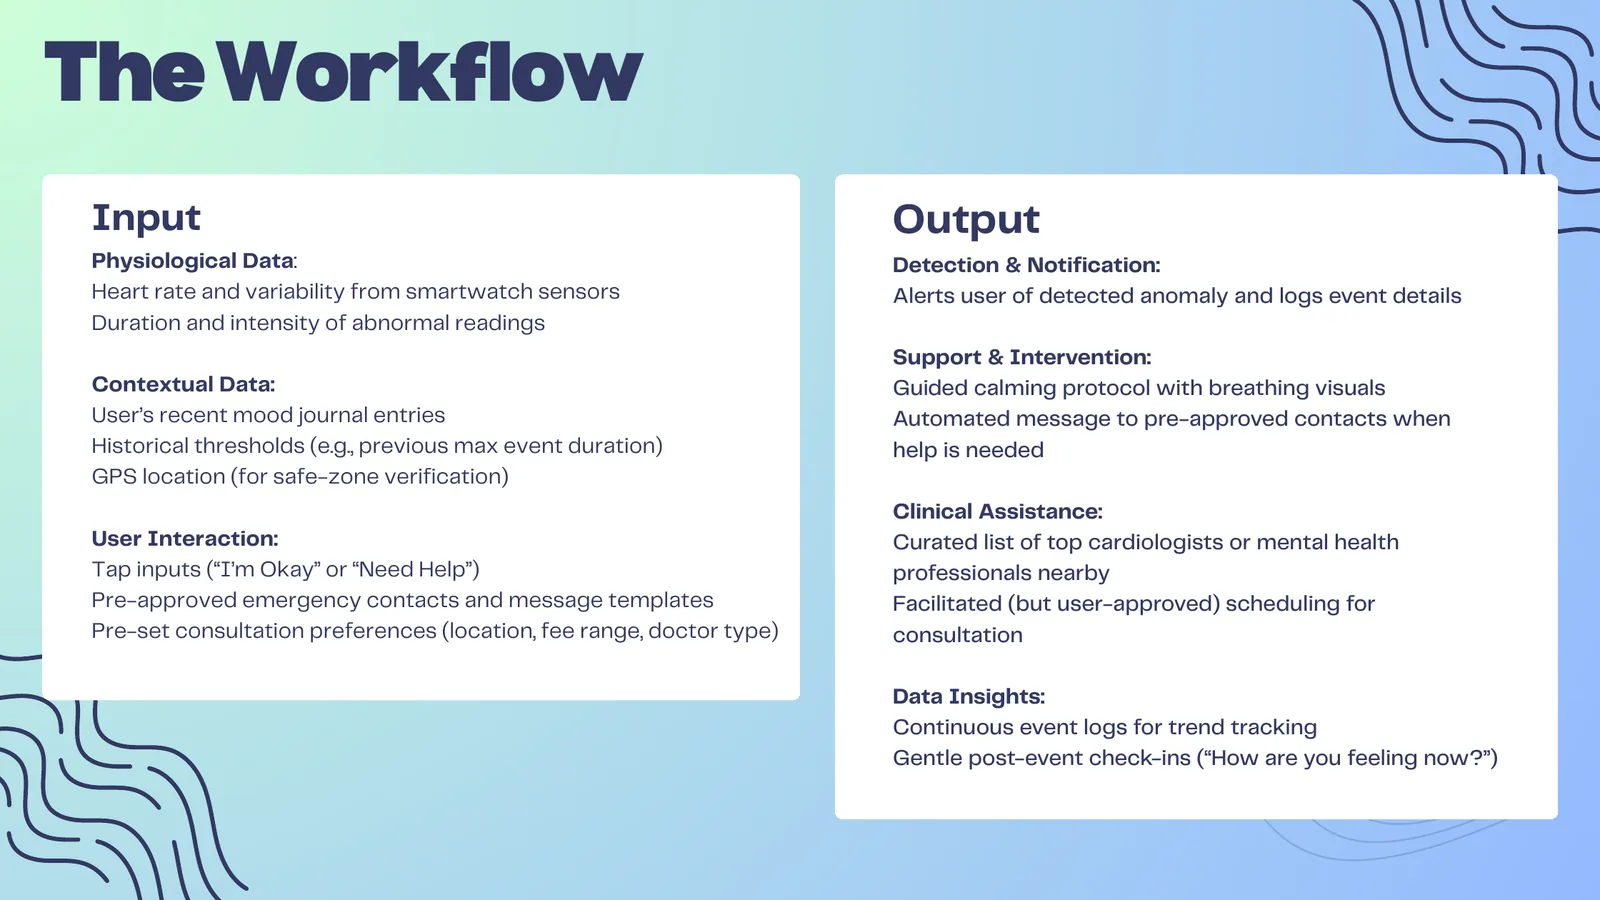 The Workflow
Input
Physiological Data:
Heart rate and variability from smartwatch sensors
Duration and intensity of abnormal readings
Contextual Data:
User’s recent mood journal entries
Historical thresholds (e.g., previous max event duration)
GPS location (for safe-zone verification)
User Interaction:
Tap inputs (“I’m Okay” or “Need Help”)
Pre-approved emergency contacts and message templates
Pre-set consultation preferences (location, fee range, doctor type)
Output
Detection & Notification:
Alerts user of detected anomaly and logs event details
Support & Intervention:
Guided calming protocol with breathing visuals
Automated message to pre-approved contacts when
help is needed
Clinical Assistance:
Curated list of top cardiologists or mental health
professionals nearby
Facilitated (but user-approved) scheduling for
consultation
Data Insights:
Continuous event logs for trend tracking
Gentle post-event check-ins (“How are you feeling now?”)